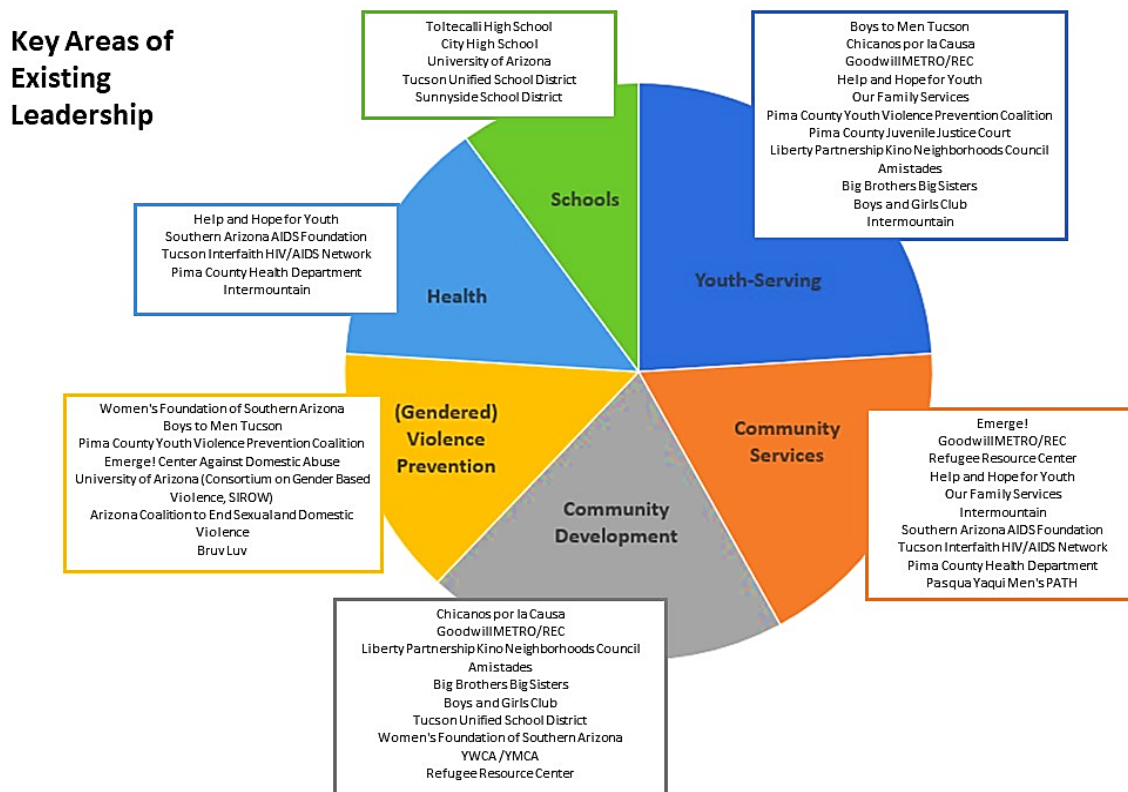 Key Areas of
Existing
Leadership
Toltecalli High School
City High School
University of Arizona
Tucson Unified School District
Sunnyside School District
Boys to Men Tucson
Chicanos por la Causa
GoodwillMETRO/REC
Help and Hope for Youth
Our Family Services
Pima County Youth Violence Prevention Coalition
Pima County Juvenile Justice Court
Liberty Partnership Kino Neighborhoods Council
Amistades
Big Brothers Big Sisters
Boys and Girls Club
Intermountain
Schools
Youth-Serving
Help and Hope for Youth
Southern Arizona AIDS Foundation
Tucson Interfaith HIV/AIDS Network
Pima County Health Department
Intermountain
Health
(Gendered)
Violence
Prevention
Community
Services
Community
Development
Women's Foundation of Southern Arizona
Boys to Men Tucson
Pima County Youth Violence Prevention Coalition
Emerge! Center Against Domestic Abuse
University of Arizona (Consortium on Gender Based
Violence, SIROW)
Arizona Coalition to End Sexual and Domestic
Violence
Bruv Luv
Emerge!
GoodwillMETRO/REC
Refugee Resource Center
Help and Hope for Youth
Our Family Services
Intermountain
Southern Arizona AIDS Foundation
Tucson Interfaith HIV/AIDS Network
Pima County Health Department
Pasqua Yaqui Men's PATH
Chicanos por la Causa
GoodwillMETRO/REC
Liberty Partnership Kino Neighborhoods Council
Amistades
Big Brothers Big Sisters
Boys and Girls Club
Tucson Unified School District
Women's Foundation of Southern Arizona
YWCA /YMCA
Refugee Resource Center